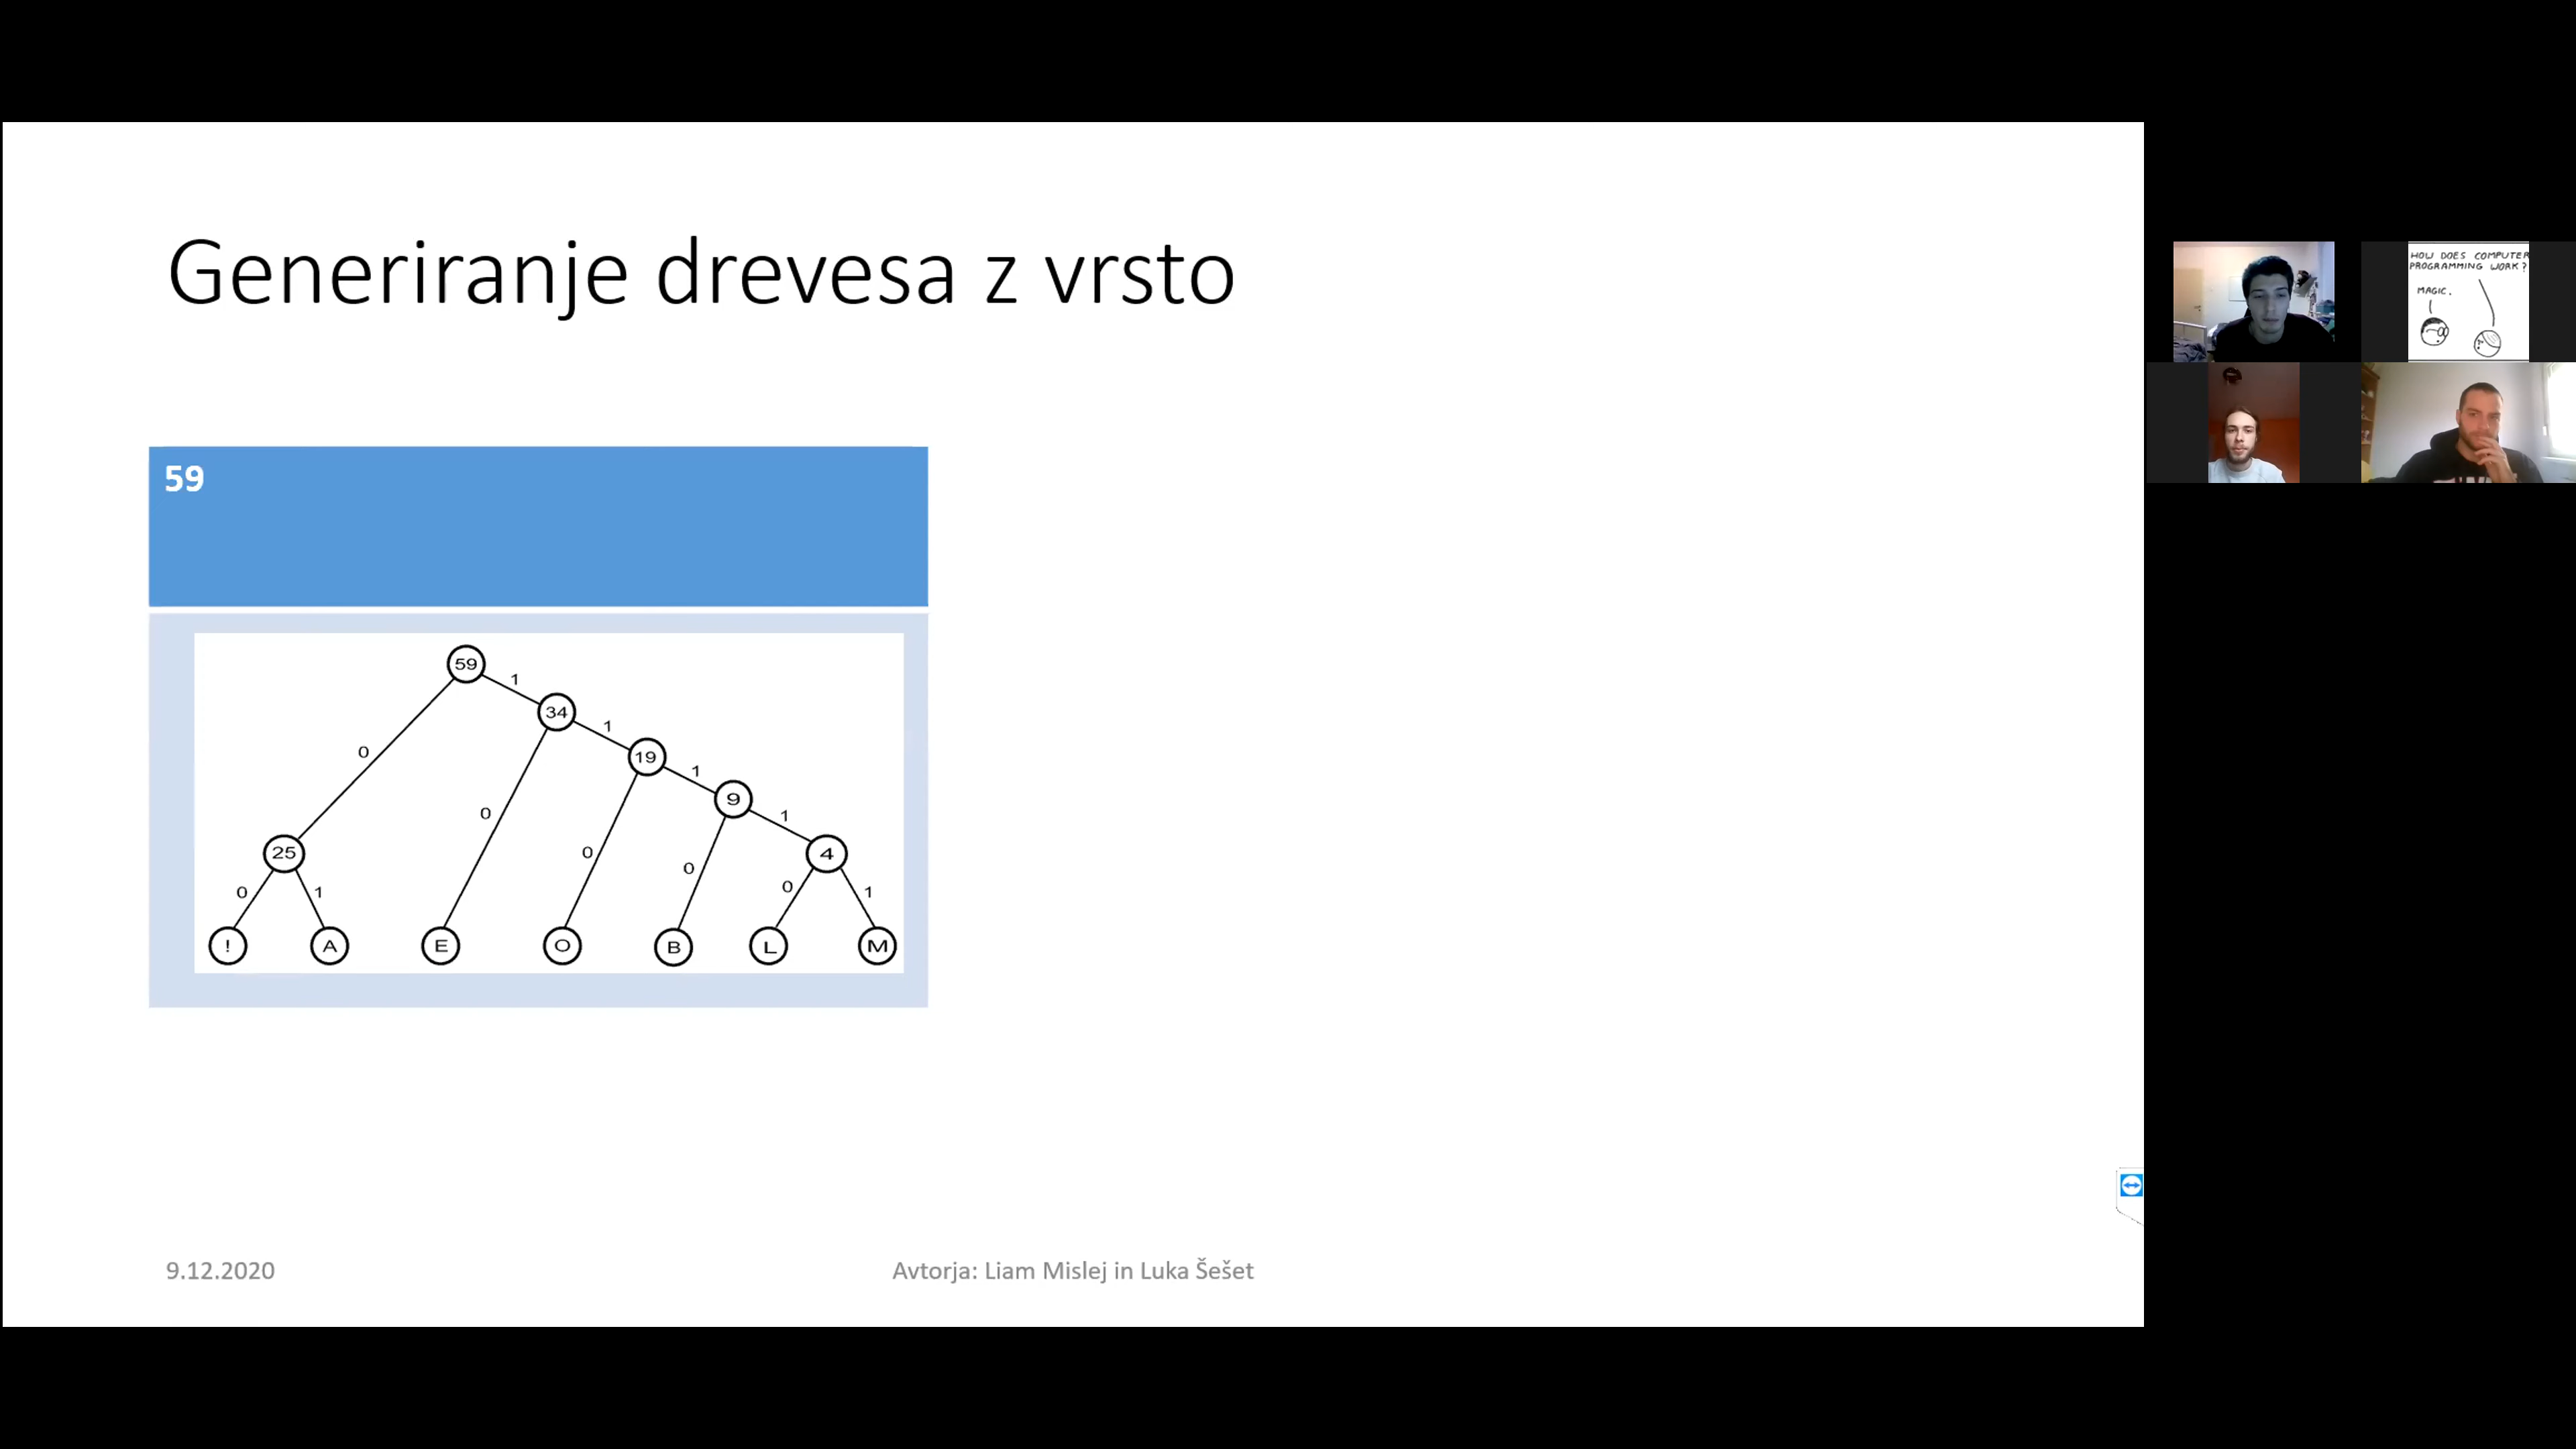 Generiranje drevesa z vrsto
59
59
1
34
1
19
0
1
9
0
1
25
0
0
4
0
1
0
0
1
!
A
E
O
B
L
M
9.12.2020
Avtorja: Liam Mislej in Luka Šešet
HOW DOES COMPUTER
PROGRAMMING WORK?
MAGIC.